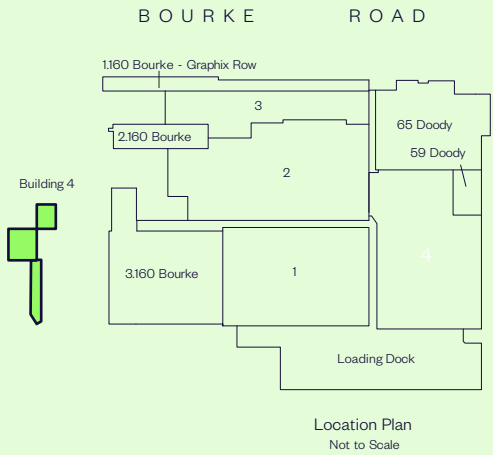 BOURKE ROAD
1.160 Bourke - Graphix Row
3
65 Doody
2.160 Bourke
59 Doody
2
Building 4
4
3.160 Bourke
1
Loading Dock
Location Plan
Not to Scale